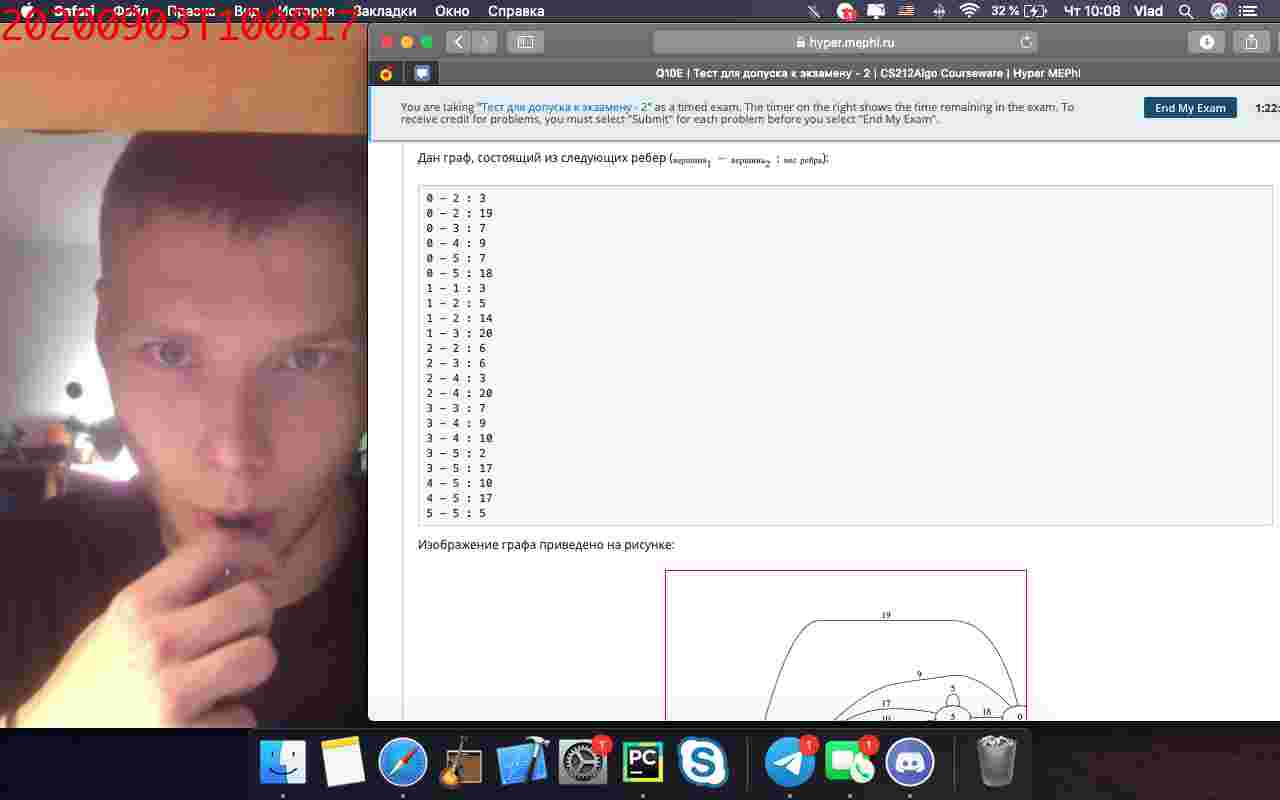 Safari Файл Правка Вид История Закладки Окно Справка 32 % Чт 10:08 Vlad
20200903T100817
hyper.mephi.ru
Q10E | Тест для допуска к экзамену - 2 | CS212Algo Courseware | Hyper MEPhI
You are taking "Тест для допуска к экзамену - 2" as a timed exam. The timer on the right shows the time remaining in the exam. To
receive credit for problems, you must select "Submit" for each problem before you select "End My Exam".
End My Exam
1:22:
Дан граф, состоящий из следующих рёбер (вершина1 − вершина2 : вес ребра):
0 – 2 : 3
0 – 2 : 19
0 – 3 : 7
0 – 4 : 9
0 – 5 : 7
0 – 5 : 18
1 – 1 : 3
1 – 2 : 5
1 – 2 : 14
1 – 3 : 20
2 – 2 : 6
2 – 3 : 6
2 – 4 : 3
2 – 4 : 20
3 – 3 : 7
3 – 4 : 9
3 – 4 : 10
3 – 5 : 2
3 – 5 : 17
4 – 5 : 10
4 – 5 : 17
5 – 5 : 5
Изображение графа приведено на рисунке:
19
9
5
17
18
10
5
0
PC
1
1
1